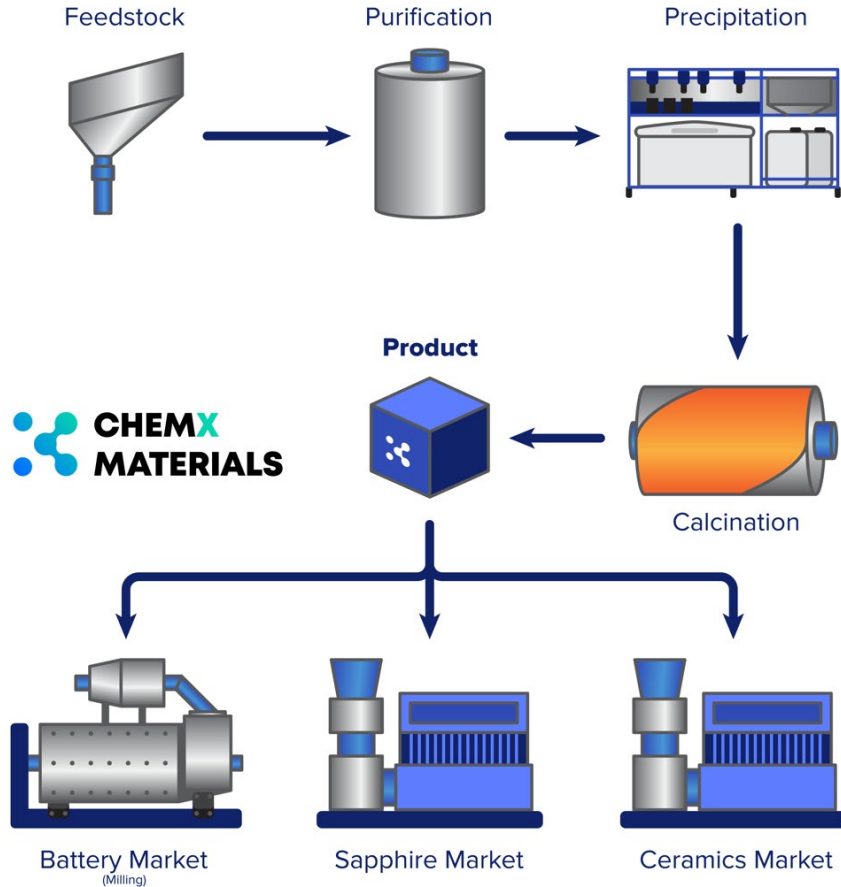 Feedstock
Purification
Precipitation
Product
CHEMX
MATERIALS
Calcination
Battery Market
(Milling)
Sapphire Market
Ceramics Market